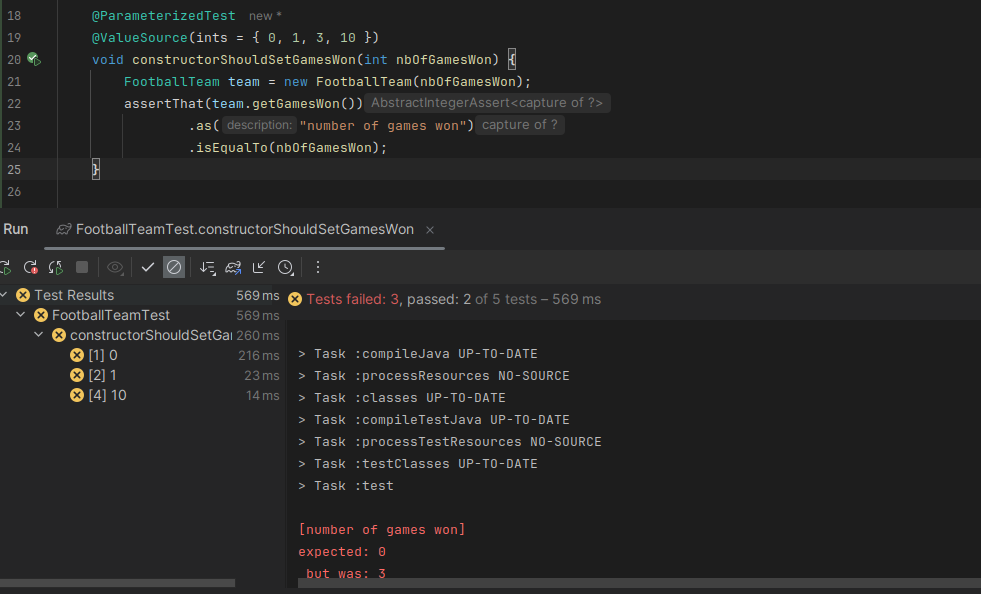 18 @ParameterizedTest new *
19 @ValueSource(ints = { 0, 1, 3, 10 })
20 void constructorShouldSetGamesWon(int nbOfGamesWon) {
21 FootballTeam team = new FootballTeam(nbOfGamesWon);
22 assertThat(team.getGamesWon()) AbstractIntegerAssert<capture of ?>
23 .as( description: "number of games won") capture of ?
24 .isEqualTo(nbOfGamesWon);
25 }
26
Run FootballTeamTest.constructorShouldSetGamesWon ×
Test Results 569 ms
Tests failed: 3, passed: 2 of 5 tests – 569 ms
FootballTeamTest 569 ms
constructorShouldSetGa 260 ms
[1] 0 216 ms
[2] 1 23 ms
[4] 10 14 ms
> Task :compileJava UP-TO-DATE
> Task :processResources NO-SOURCE
> Task :classes UP-TO-DATE
> Task :compileTestJava UP-TO-DATE
> Task :processTestResources NO-SOURCE
> Task :testClasses UP-TO-DATE
> Task :test
[number of games won]
expected: 0
but was: 3